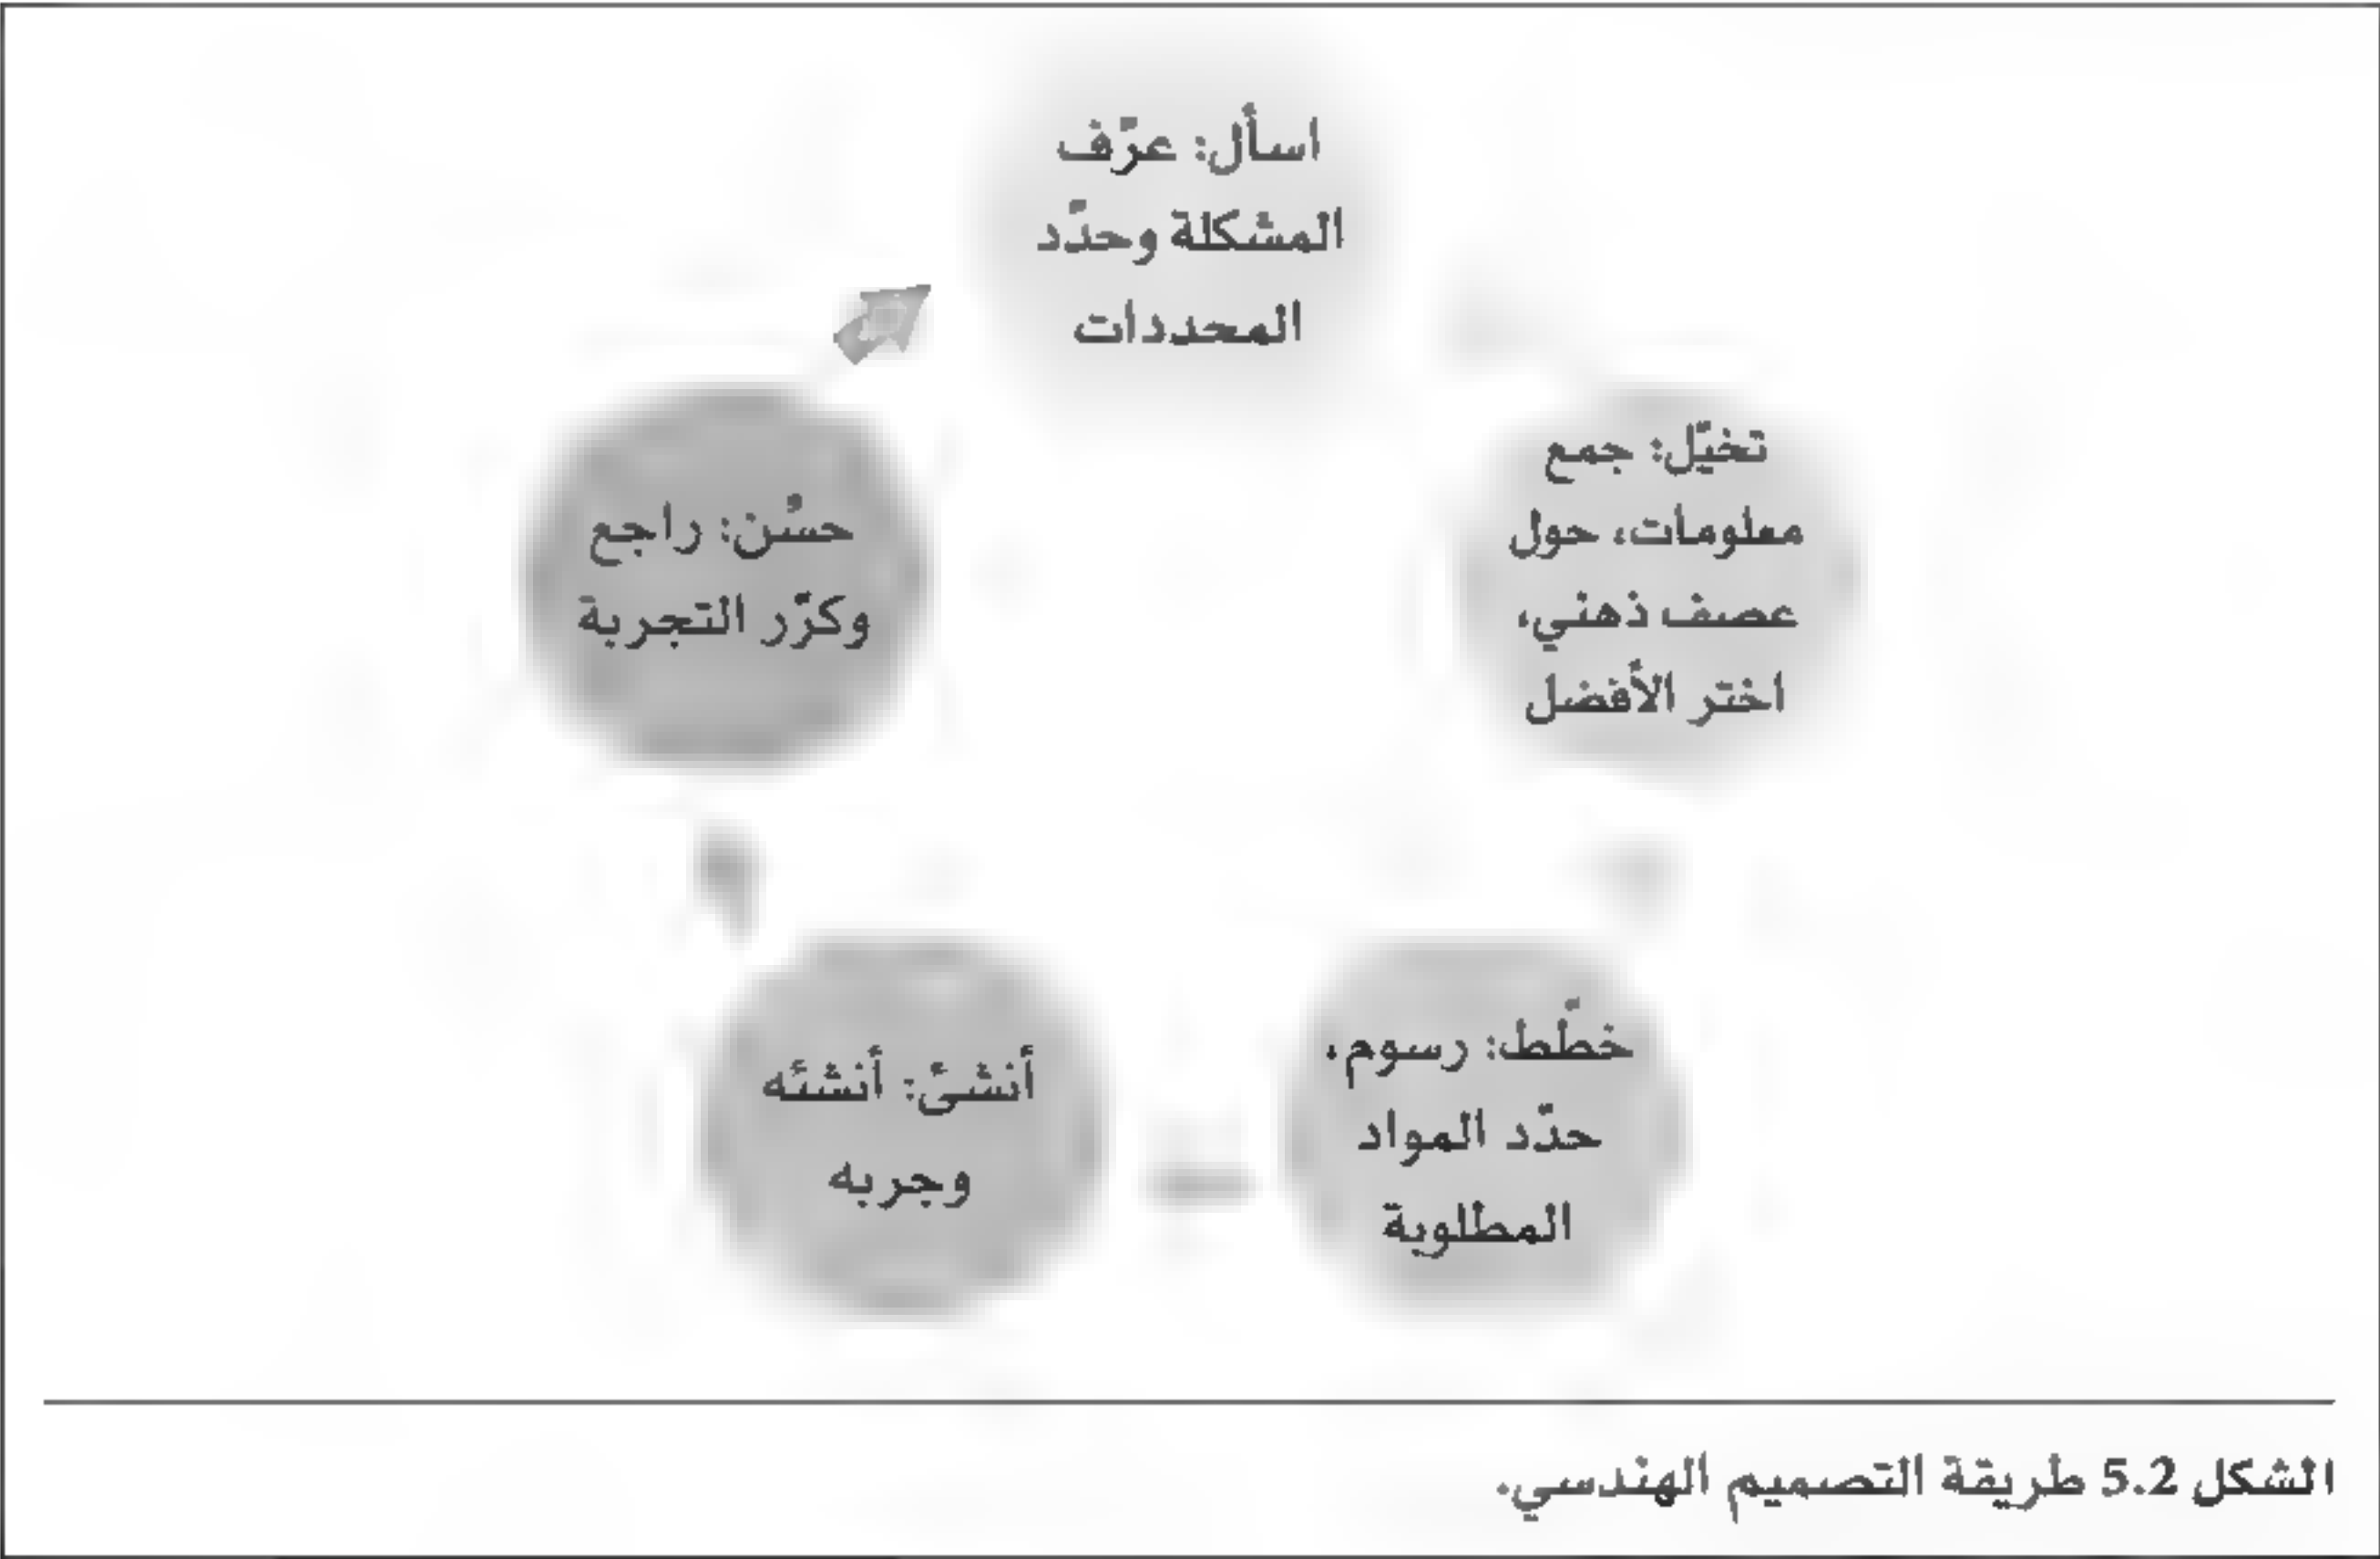 اسأل: عرّف
المشكلة وحدّد
المحددات
تخيّل: جمع
معلومات، حول
عصف ذهني،
اختر الأفضل
خطّط: رسوم،
حدّد المواد
المطلوبة
أنشئ: أنشئه
وجربه
حسّن: راجع
وكرّر التجربة
الشكل 5.2 طريقة التصميم الهندسي.